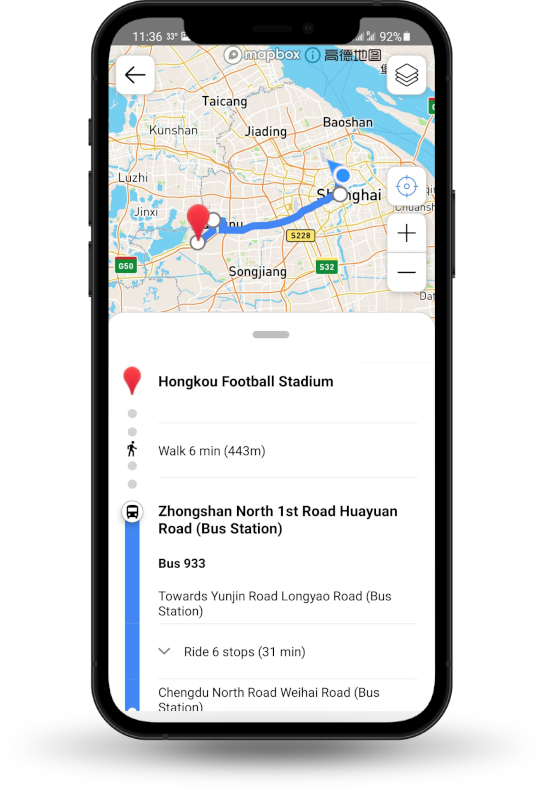 11:36 33° 92%
mapbox 高德地图
Taicang
Baoshan
Kunshan
Jiading
Luzhi
Jinxi
Sh nghai
S228
G50
S32
Songjiang
Hongkou Football Stadium
Walk 6 min (443m)
Zhongshan North 1st Road Huayuan
Road (Bus Station)
Bus 933
Towards Yunjin Road Longyao Road (Bus
Station)
Ride 6 stops (31 min)
Chengdu North Road Weihai Road (Bus
Station)